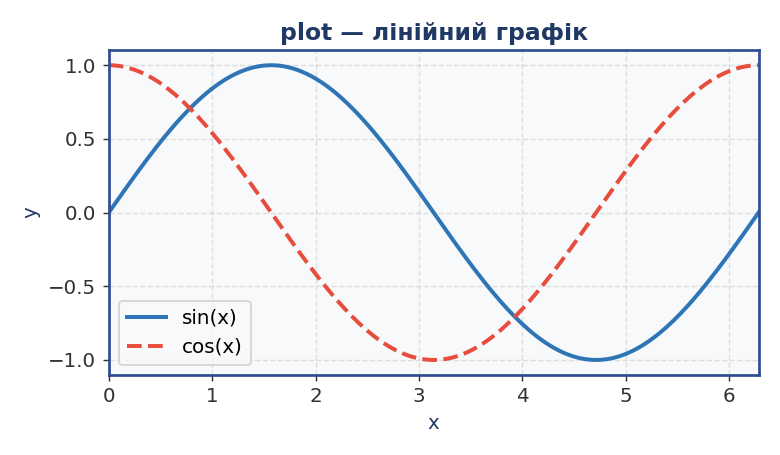 plot — лінійний графік
1.0
0.5
0.0
−0.5
−1.0
y
sin(x)
cos(x)
0 1 2 3 4 5 6
x